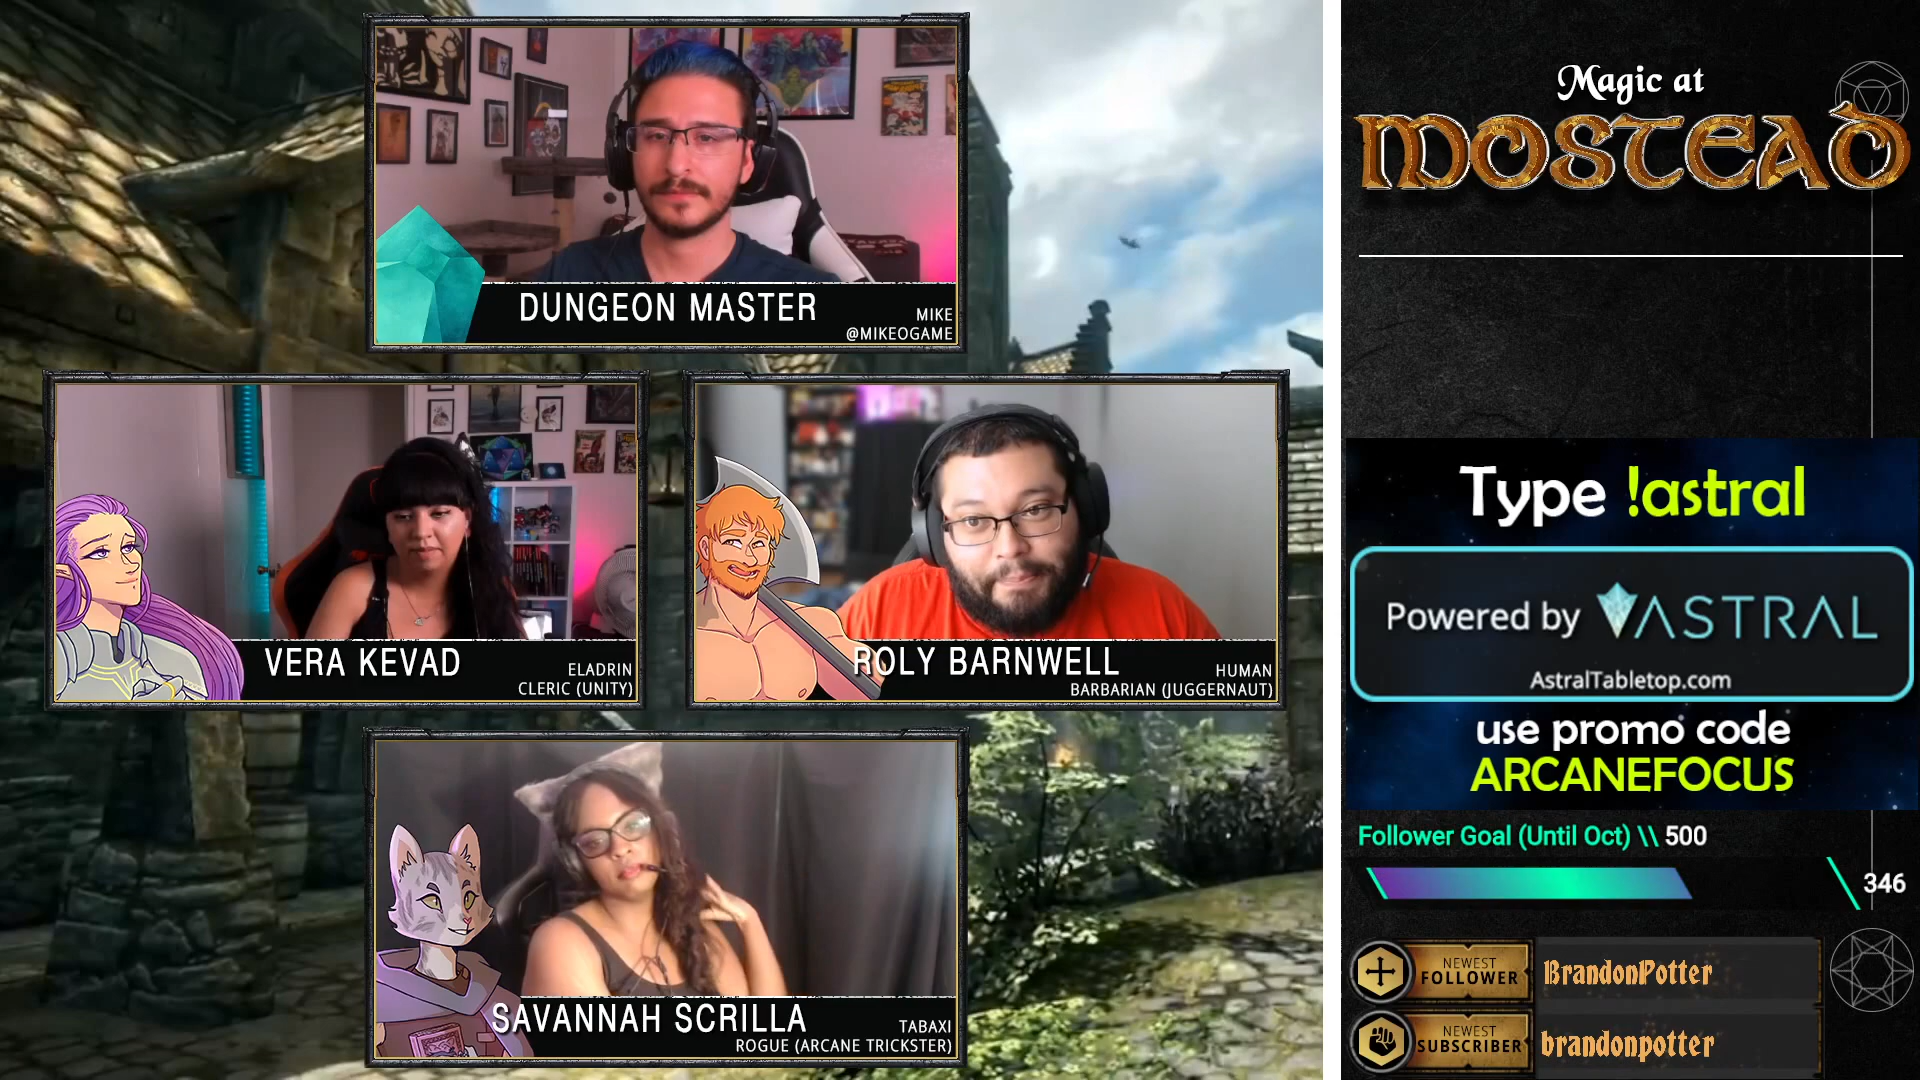 DUNGEON MASTER
MIKE
@MIKEOGAME
VERA KEVAD
ELADRIN
CLERIC (UNITY)
ROLY BARNWELL
HUMAN
BARBARIAN (JUGGERNAUT)
SAVANNAH SCRILLA
TABAXI
ROGUE (ARCANE TRICKSTER)
Magic at
MOSTEAD
Type !astral
Powered by ASTRAL
AstralTabletop.com
use promo code
ARCANEFOCUS
Follower Goal (Until Oct) \\ 500
346
NEWEST
FOLLOWER
BrandonPotter
NEWEST
SUBSCRIBER
brandonpotter